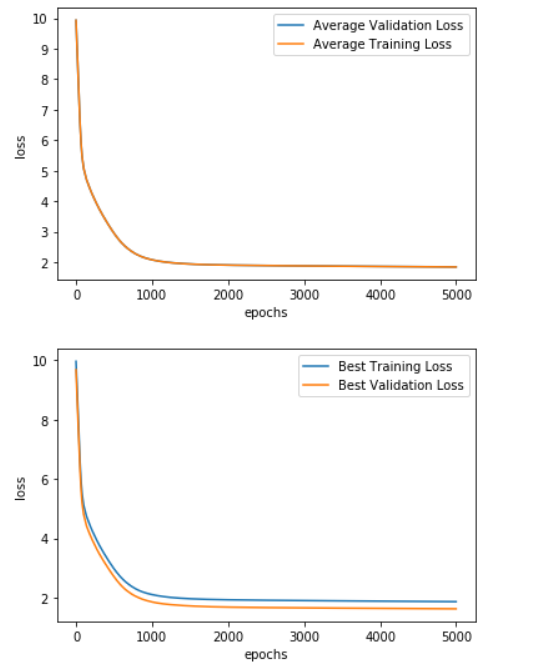 10
9
8
7
6
5
4
3
2
loss
Average Validation Loss
Average Training Loss
0 1000 2000 3000 4000 5000
epochs
10
8
6
4
2
loss
Best Training Loss
Best Validation Loss
0 1000 2000 3000 4000 5000
epochs